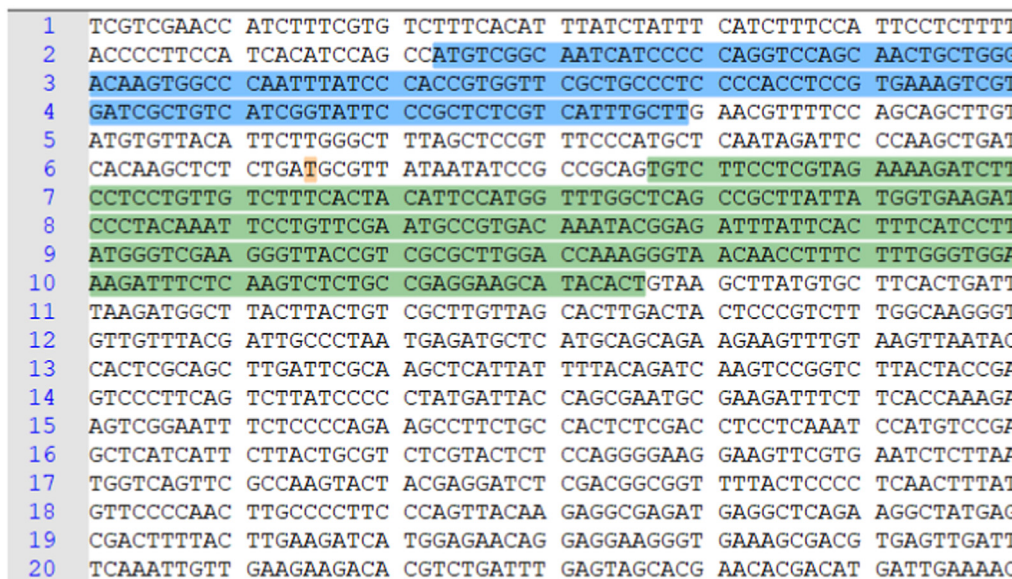 1 TCGTCGAACC ATCTTTCGTG TCTTTCACAT TTATCTATTT CATCTTTCCA TTCCTCTTTT
2 ACCCCTTCCA TCACATCCAG CCATGTCGGC AATCATCCCC CAGGTCCAGC AACTGCTGGG
3 ACAAGTGGCC CAATTTATCC CACCGTGGTT CGCTGCCCTC CCCACCTCCG TGAAAGTCGT
4 GATCGCTGTC ATCGGTATTC CCGCTCTCGT CATTTGCTTG AACGTTTTCC AGCAGCTTGT
5 ATGTGTTACA TTCTTGGGCT TTAGCTCCGT TTCCCATGCT CAATAGATTC CCAAGCTGAT
6 CACAAGCTCT CTGATGCGTT ATAATATCCG CCGCAGTGTC TTCCTCGTAG AAAAGATCTT
7 CCTCCTGTTG TCTTTCACTA CATTCCATGG TTTGGCTCAG CCGCTTATTA TGGTGAAGAT
8 CCCTACAAAT TCCTGTTCGA ATGCCGTGAC AAATACGGAG ATTTATTCAC TTTCATCCTT
9 ATGGGTCGAA GGGTTACCGT CGCGCTTGGA CCAAAGGGTA ACAACCTTTC TTTGGGTGGA
10 AAGATTTCTC AAGTCTCTGC CGAGGAAGCA TACACTGTAA GCTTATGTGC TTCACTGATT
11 TAAGATGGCT TACTTACTGT CGCTTGTTAG CACTTGACTA CTCCCGTCTT TGGCAAGGGT
12 GTTGTTTACG ATTGCCCTAA TGAGATGCTC ATGCAGCAGA AGAAGTTTGT AAGTTAATAC
13 CACTCGCAGC TTGATTCGCA AGCTCATTAT TTTACAGATC AAGTCCGGTC TTACTACCGA
14 GTCCCTTCAG TCTTATCCCC CTATGATTAC CAGCGAATGC GAAGATTTCT TCACCAAAGA
15 AGTCGGAATT TCTCCCCAGA AGCCTTCTGC CACTCTCGAC CTCCTCAAAT CCATGTCCGA
16 GCTCATCATT CTTACTGCGT CTCGTACTCT CCAGGGGAAG GAAGTTCGTG AATCTCTTAA
17 TGGTCAGTTC GCCAAGTACT ACGAGGATCT CGACGGCGGT TTTACTCCCC TCAACTTTAT
18 GTTCCCCAAC TTGCCCCTTC CCAGTTACAA GAGGCGAGAT GAGGCTCAGA AGGCTATGAG
19 CGACTTTTAC TTGAAGATCA TGGAGAACAG GAGGAAGGGT GAAAGCGACG TGAGTTGATT
20 TCAAATTGTT GAAGAAGACA CGTCTGATTT GAGTAGCACG AACACGACAT GATTGAAAAC